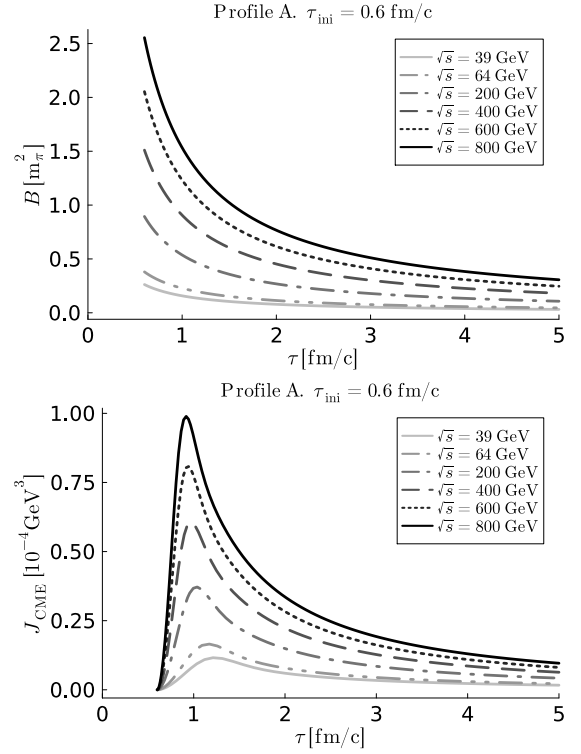 Profile A. τ_ini = 0.6 fm/c
B [m_π^2]
2.5
2.0
1.5
1.0
0.5
0.0
√s = 39 GeV
√s = 64 GeV
√s = 200 GeV
√s = 400 GeV
√s = 600 GeV
√s = 800 GeV
0 1 2 3 4 5
τ [fm/c]
Profile A. τ_ini = 0.6 fm/c
J_CME [10^-4 GeV^3]
1.00
0.75
0.50
0.25
0.00
√s = 39 GeV
√s = 64 GeV
√s = 200 GeV
√s = 400 GeV
√s = 600 GeV
√s = 800 GeV
0 1 2 3 4 5
τ [fm/c]